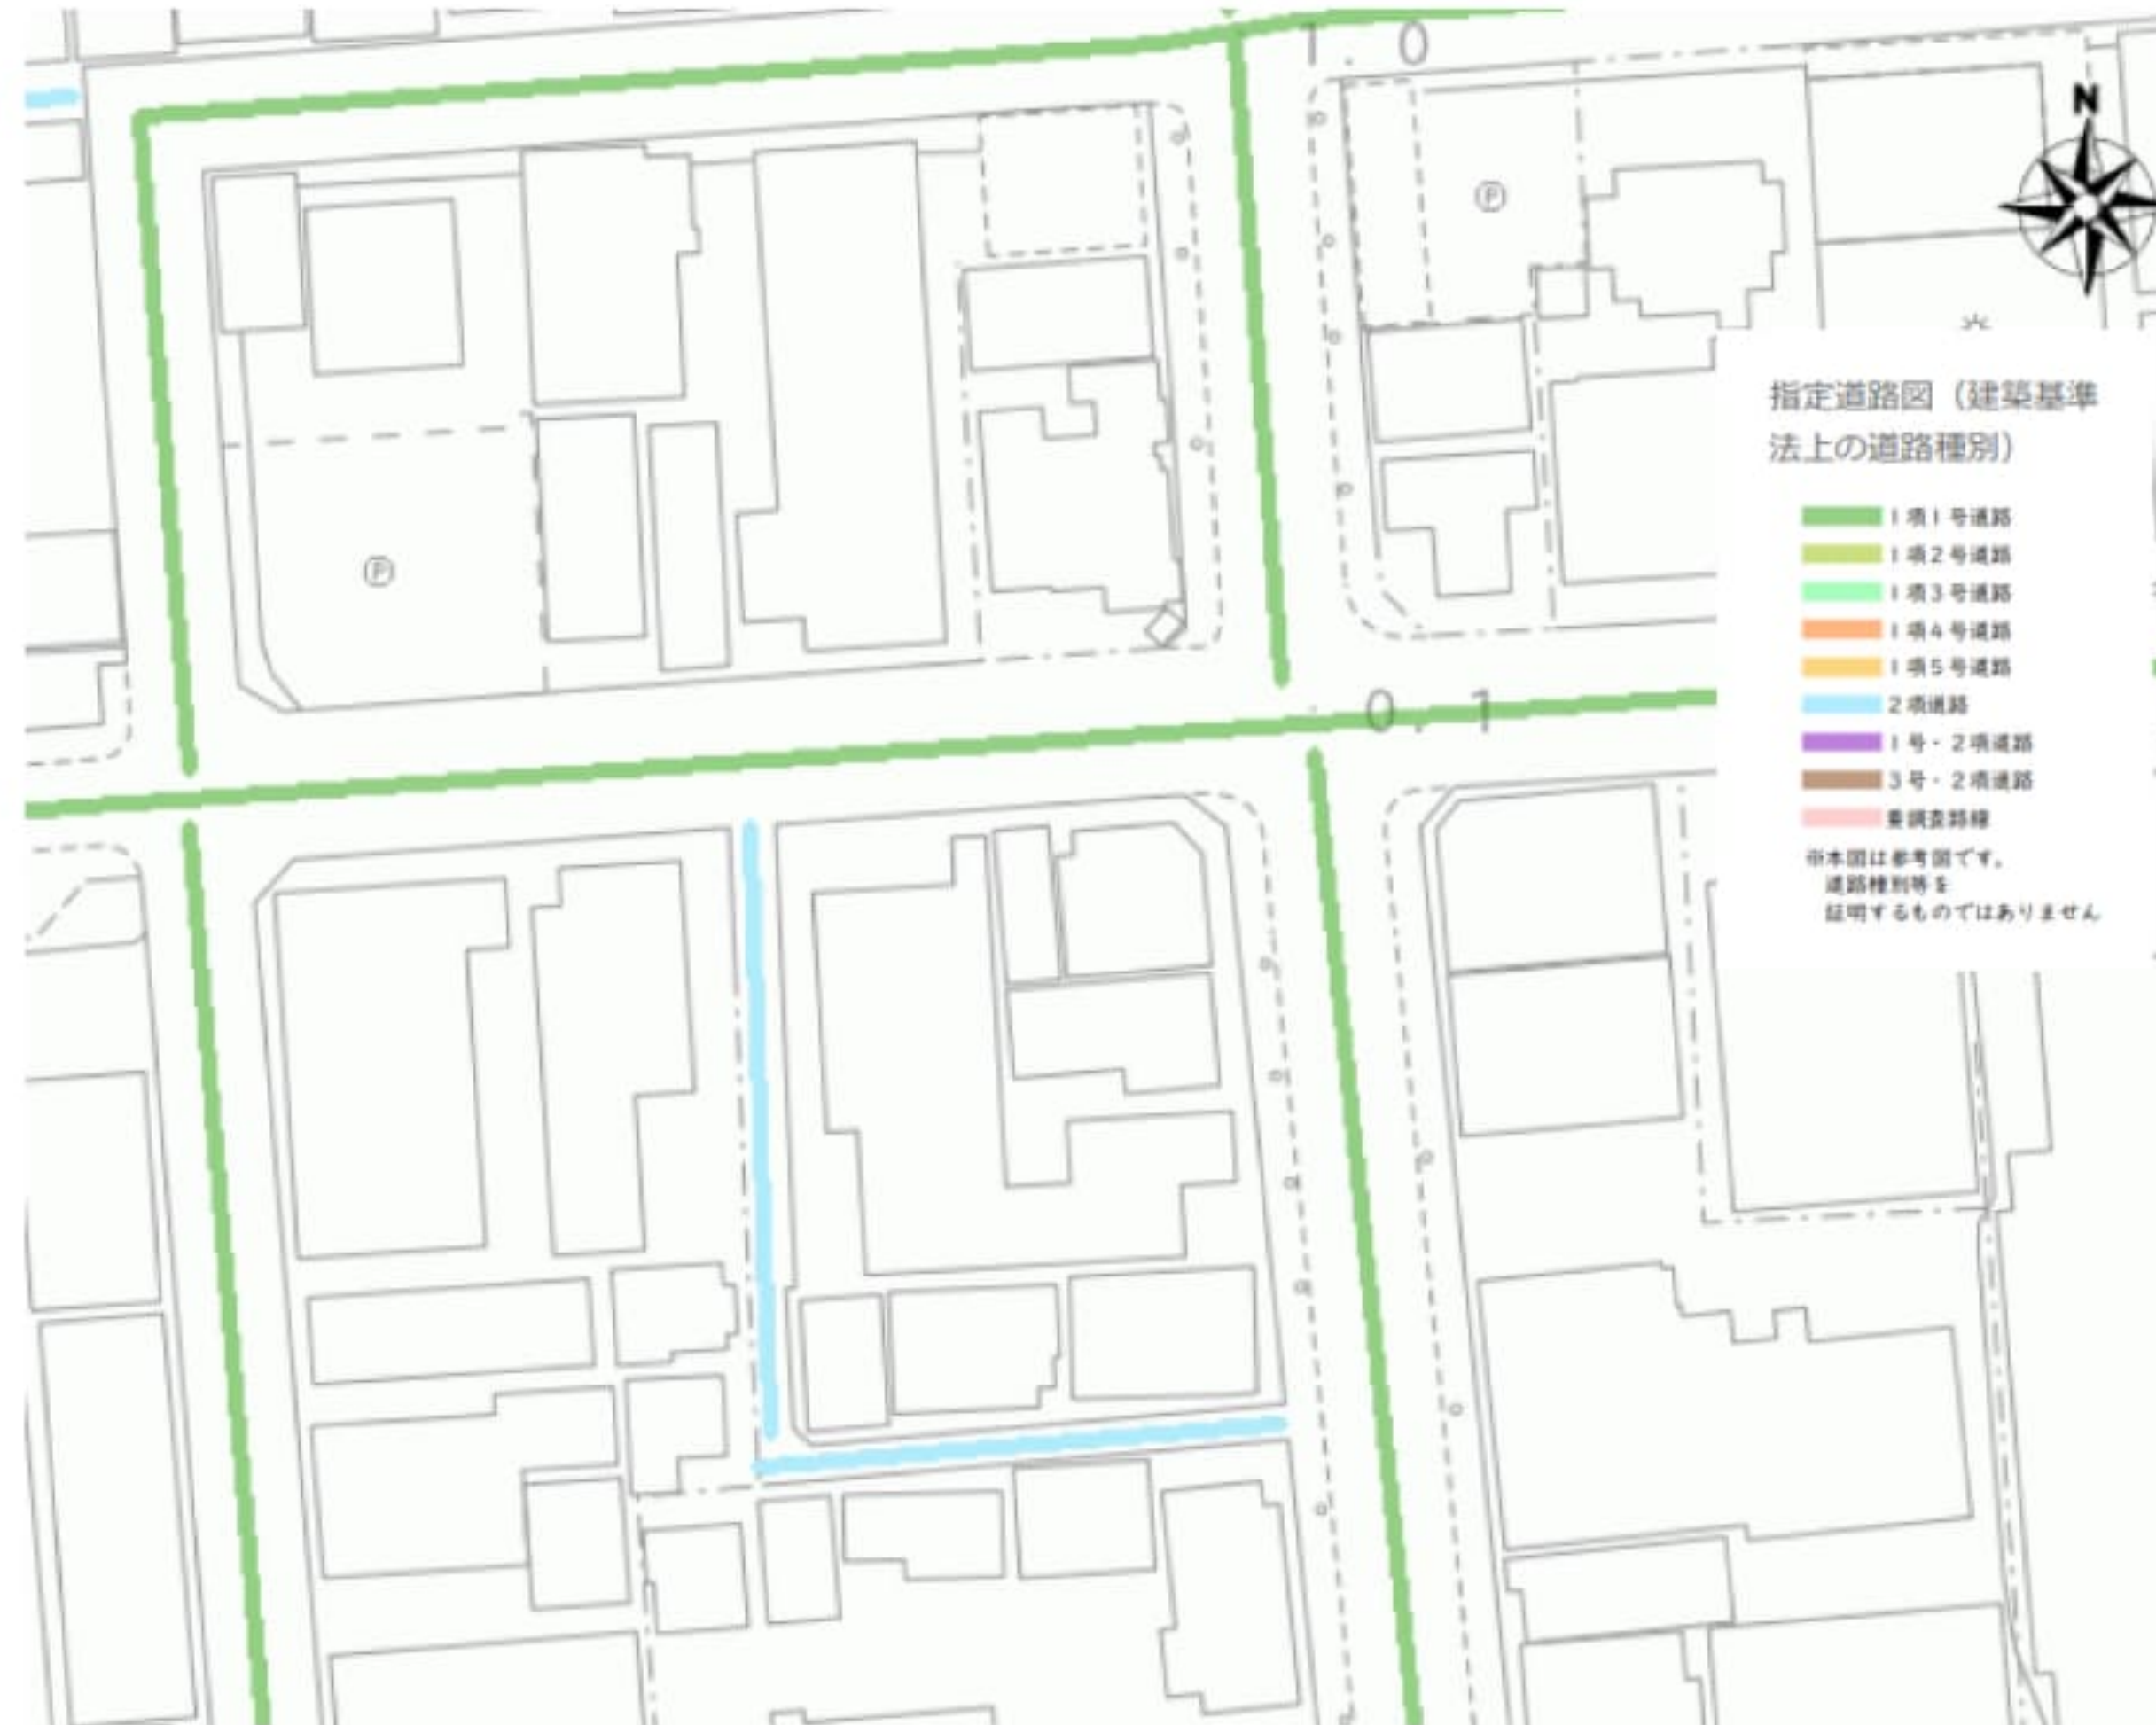 1. 0
N
Ⓟ
Ⓟ
0. 1
指定道路図（建築基準
法上の道路種別）
1項1号道路
1項2号道路
1項3号道路
1項4号道路
1項5号道路
2項道路
1号・2項道路
3号・2項道路
要調査路線
※本図は参考図です。
道路種別等を
証明するものではありません